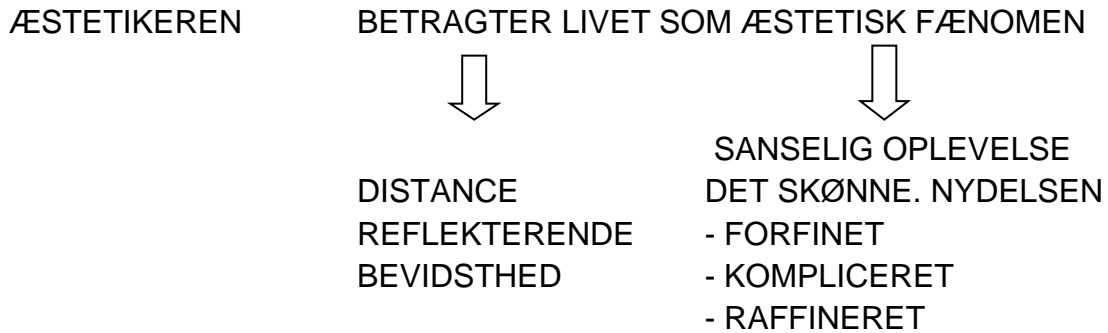 ÆSTETIKEREN BETRAGTER LIVET SOM ÆSTETISK FÆNOMEN
SANSELIG OPLEVELSE
DISTANCE DET SKØNNE. NYDELSEN
REFLEKTERENDE - FORFINET
BEVIDSTHED - KOMPLICERET
- RAFFINERET